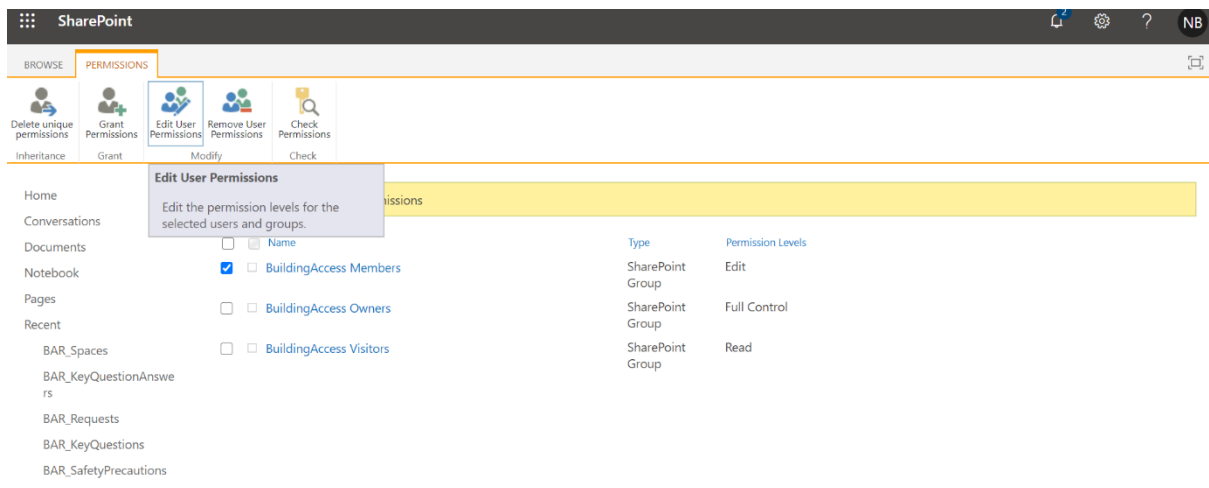 SharePoint
2
?
NB
BROWSE
PERMISSIONS
Delete unique
permissions
Grant
Permissions
Edit User
Permissions
Remove User
Permissions
Check
Permissions
Inheritance
Grant
Modify
Check
Edit User Permissions
Edit the permission levels for the
selected users and groups.
issions
Home
Conversations
Documents
Notebook
Pages
Recent
BAR_Spaces
BAR_KeyQuestionAnswe
rs
BAR_Requests
BAR_KeyQuestions
BAR_SafetyPrecautions
Name
Type
Permission Levels
BuildingAccess Members
SharePoint
Group
Edit
BuildingAccess Owners
SharePoint
Group
Full Control
BuildingAccess Visitors
SharePoint
Group
Read